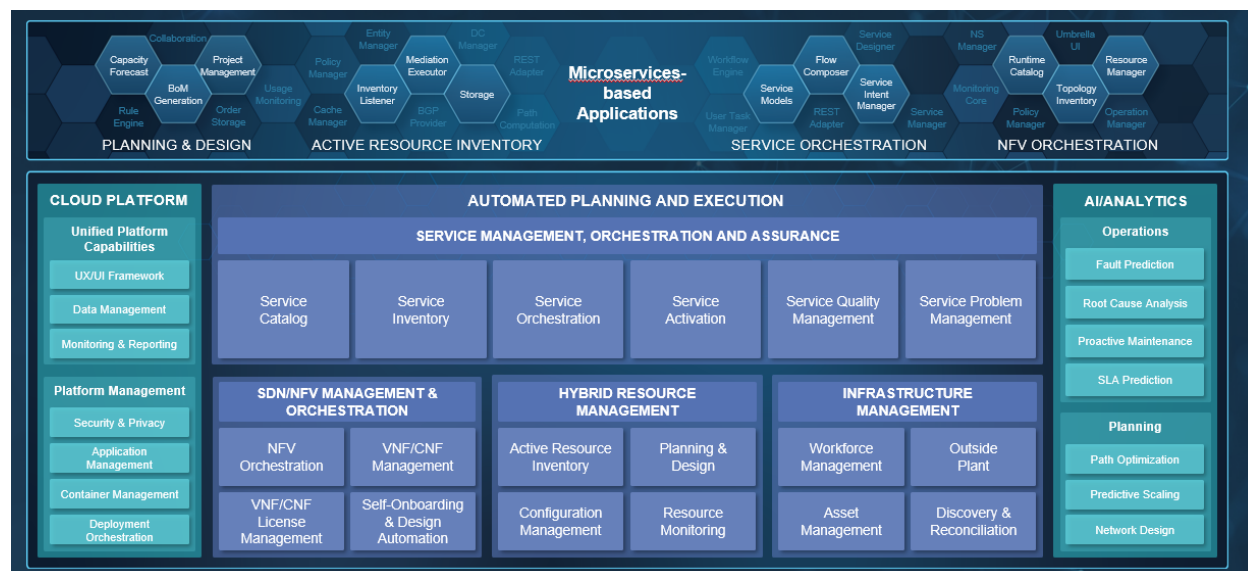 Collaboration
Capacity
Forecast
Project
Management
BoM
Generation
Rule
Engine
Order
Storage
Usage
Monitoring
PLANNING & DESIGN
Entity
Manager
DC
Manager
Policy
Manager
Mediation
Executor
REST
Adapter
Inventory
Listener
Storage
Cache
Manager
BGP
Provider
Path
Computation
ACTIVE RESOURCE INVENTORY
Microservices-
based
Applications
Service
Designer
Workflow
Engine
Flow
Composer
Service
Models
Service
Intent
Manager
User Task
Manager
REST
Adapter
Service
Manager
SERVICE ORCHESTRATION
NS
Manager
Umbrella
UI
Runtime
Catalog
Resource
Manager
Monitoring
Core
Topology
Inventory
Policy
Manager
Operation
Manager
NFV ORCHESTRATION
CLOUD PLATFORM
Unified Platform
Capabilities
UX/UI Framework
Data Management
Monitoring & Reporting
Platform Management
Security & Privacy
Application
Management
Container Management
Deployment
Orchestration
AUTOMATED PLANNING AND EXECUTION
SERVICE MANAGEMENT, ORCHESTRATION AND ASSURANCE
Service
Catalog
Service
Inventory
Service
Orchestration
Service
Activation
Service Quality
Management
Service Problem
Management
SDN/NFV MANAGEMENT &
ORCHESTRATION
NFV
Orchestration
VNF/CNF
Management
VNF/CNF
License
Management
Self-Onboarding
& Design
Automation
HYBRID RESOURCE
MANAGEMENT
Active Resource
Inventory
Planning &
Design
Configuration
Management
Resource
Monitoring
INFRASTRUCTURE
MANAGEMENT
Workforce
Management
Outside
Plant
Asset
Management
Discovery &
Reconciliation
AI/ANALYTICS
Operations
Fault Prediction
Root Cause Analysis
Proactive Maintenance
SLA Prediction
Planning
Path Optimization
Predictive Scaling
Network Design